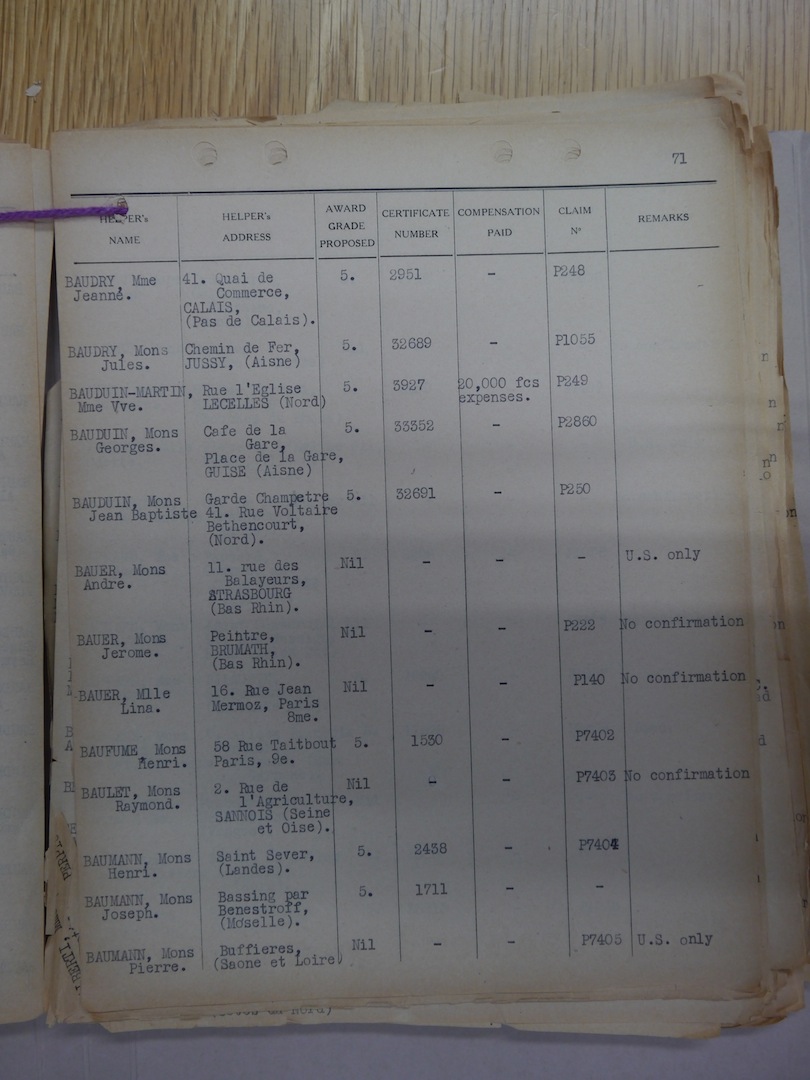 71
HELPER's NAME HELPER's ADDRESS AWARD GRADE PROPOSED CERTIFICATE NUMBER COMPENSATION PAID CLAIM Nº REMARKS
BAUDRY, Mme 41. Quai de 5. 2951 - P248
Jeanne. Commerce,
CALAIS,
(Pas de Calais).
BAUDRY, Mons Chemin de Fer, 5. 32689 - P1055
Jules. JUSSY, (Aisne)
BAUDUIN-MARTIN, Rue l'Eglise 5. 3927 20,000 fcs P249
Mme Vve. LECELLES (Nord) expenses.
BAUDUIN, Mons Cafe de la 5. 33352 - P2860
Georges. Gare,
Place de la Gare,
GUISE (Aisne)
BAUDUIN, Mons Garde Champetre 5. 32691 - P250
Jean Baptiste 41. Rue Voltaire
Bethencourt,
(Nord).
BAUER, Mons 11. rue des Nil - - - U.S. only
Andre. Balayeurs,
STRASBOURG
(Bas Rhin).
BAUER, Mons Peintre, Nil - - P222 No confirmation
Jerome. BRUMATH,
(Bas Rhin).
BAUER, Mlle 16. Rue Jean Nil - - P140 No confirmation
Lina. Mermoz, Paris
8me.
BAUFUME Mons 58 Rue Taitbout 5. 1530 - P7402
Henri. Paris, 9e.
BAULET, Mons 2. Rue de Nil - - P7403 No confirmation
Raymond. l'Agriculture,
SANNOIS (Seine
et Oise).
BAUMANN, Mons Saint Sever, 5. 2438 - P7404
Henri. (Landes).
BAUMANN, Mons Bassing par 5. 1711 - -
Joseph. Benestroff,
(Moselle).
BAUMANN, Mons Buffieres, Nil - - P7405 U.S. only
Pierre. (Saone et Loire)